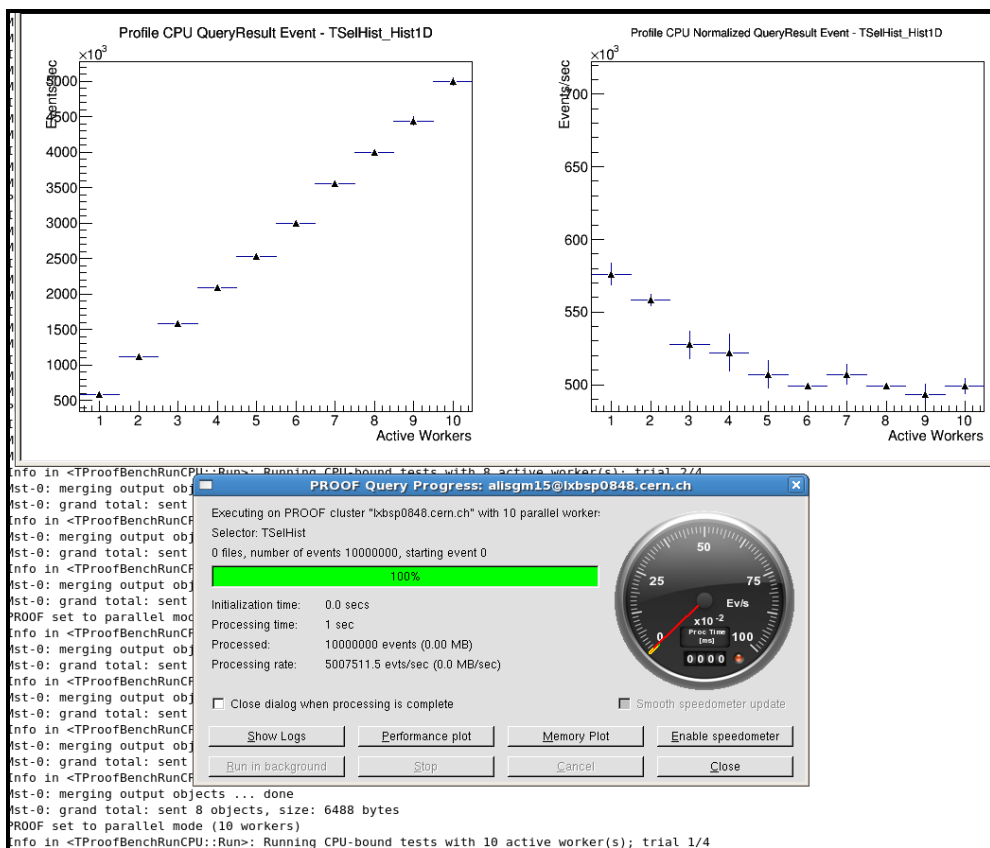 Profile CPU QueryResult Event - TSelHist_Hist1D
×10³
Events/sec
5000
4500
4000
3500
3000
2500
2000
1500
1000
500
1 2 3 4 5 6 7 8 9 10
Active Workers
Profile CPU Normalized QueryResult Event - TSelHist_Hist1D
×10³
Events/sec
700
650
600
550
500
1 2 3 4 5 6 7 8 9 10
Active Workers
Info in <TProofBenchRunCPU::Run>: Running CPU-bound tests with 8 active worker(s); trial 2/4
Mst-0: merging output obj
Mst-0: grand total: sent
Info in <TProofBenchRunCP
Mst-0: merging output obj
Mst-0: grand total: sent
Info in <TProofBenchRunCP
Mst-0: merging output obj
Mst-0: grand total: sent
PROOF set to parallel mod
Info in <TProofBenchRunCP
Mst-0: merging output obj
Mst-0: grand total: sent
Info in <TProofBenchRunCP
Mst-0: merging output obj
Mst-0: grand total: sent
Info in <TProofBenchRunCP
Mst-0: merging output obj
Mst-0: grand total: sent
Info in <TProofBenchRunCP
PROOF Query Progress: alisgm15@lxbsp0848.cern.ch
Executing on PROOF cluster "lxbsp0848.cern.ch" with 10 parallel workers
Selector: TSelHist
0 files, number of events 10000000, starting event 0
100%
Initialization time: 0.0 secs
Processing time: 1 sec
Processed: 10000000 events (0.00 MB)
Processing rate: 5007511.5 evts/sec (0.0 MB/sec)
0 25 50 75 100
Ev/s
x10 -2
Proc Time
[ms]
0000
Close dialog when processing is complete
Smooth speedometer update
Show Logs
Performance plot
Memory Plot
Enable speedometer
Run in background
Stop
Cancel
Close
Mst-0: merging output objects ... done
Mst-0: grand total: sent 8 objects, size: 6488 bytes
PROOF set to parallel mode (10 workers)
Info in <TProofBenchRunCPU::Run>: Running CPU-bound tests with 10 active worker(s); trial 1/4